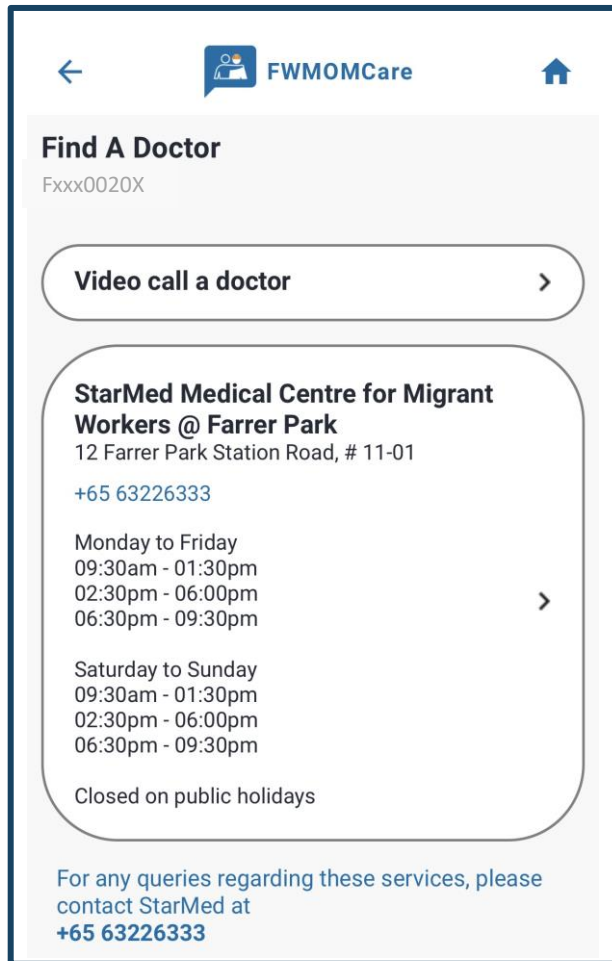 FWMOMCare
Find A Doctor
Fxxx0020X
Video call a doctor
StarMed Medical Centre for Migrant
Workers @ Farrer Park
12 Farrer Park Station Road, # 11-01
+65 63226333
Monday to Friday
09:30am - 01:30pm
02:30pm - 06:00pm
06:30pm - 09:30pm
Saturday to Sunday
09:30am - 01:30pm
02:30pm - 06:00pm
06:30pm - 09:30pm
Closed on public holidays
For any queries regarding these services, please
contact StarMed at
+65 63226333